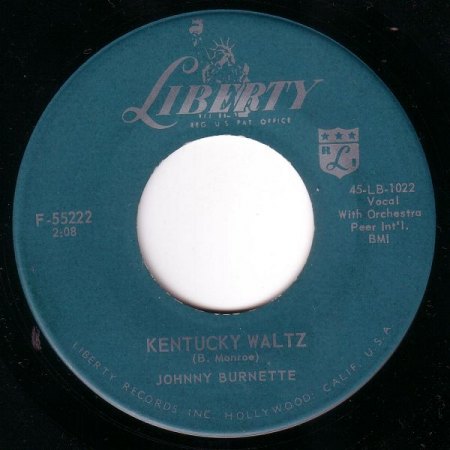 LIBERTY
REG. U.S. PAT. OFFICE
R L I
F-55222
2:08
45-LB-1022
Vocal
With Orchestra
Peer Int'l.
BMI
KENTUCKY WALTZ
(B. Monroe)
JOHNNY BURNETTE
LIBERTY RECORDS, INC. HOLLYWOOD, CALIF. U.S.A.